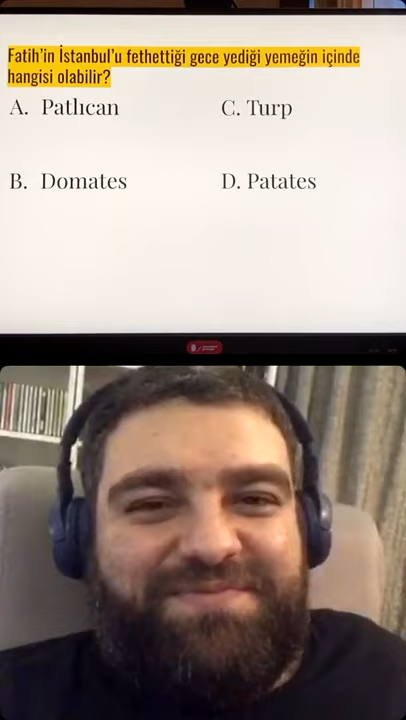 Fatih'in İstanbul'u fethettiği gece yediği yemeğin içinde
hangisi olabilir?
A. Patlıcan
C. Turp
B. Domates
D. Patates